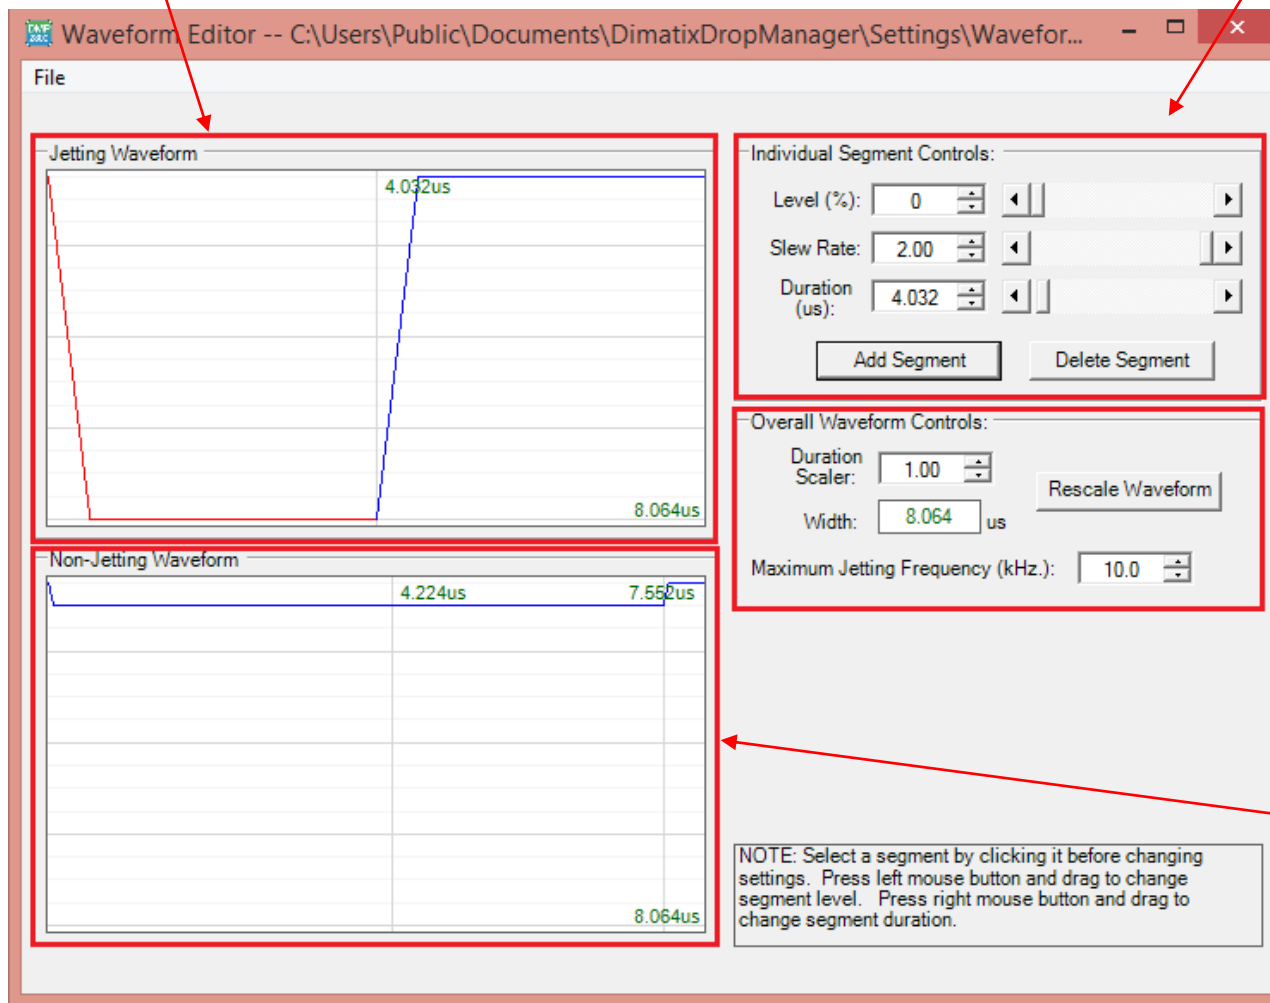 Waveform Editor -- C:\Users\Public\Documents\DimatixDropManager\Settings\Wavefor...
File
Jetting Waveform
4.032us
8.064us
Non-Jetting Waveform
4.224us
7.552us
8.064us
Individual Segment Controls:
Level (%): 0
Slew Rate: 2.00
Duration
(us): 4.032
Add Segment Delete Segment
Overall Waveform Controls:
Duration
Scaler: 1.00
Rescale Waveform
Width: 8.064 us
Maximum Jetting Frequency (kHz.): 10.0
NOTE: Select a segment by clicking it before changing
settings. Press left mouse button and drag to change
segment level. Press right mouse button and drag to
change segment duration.